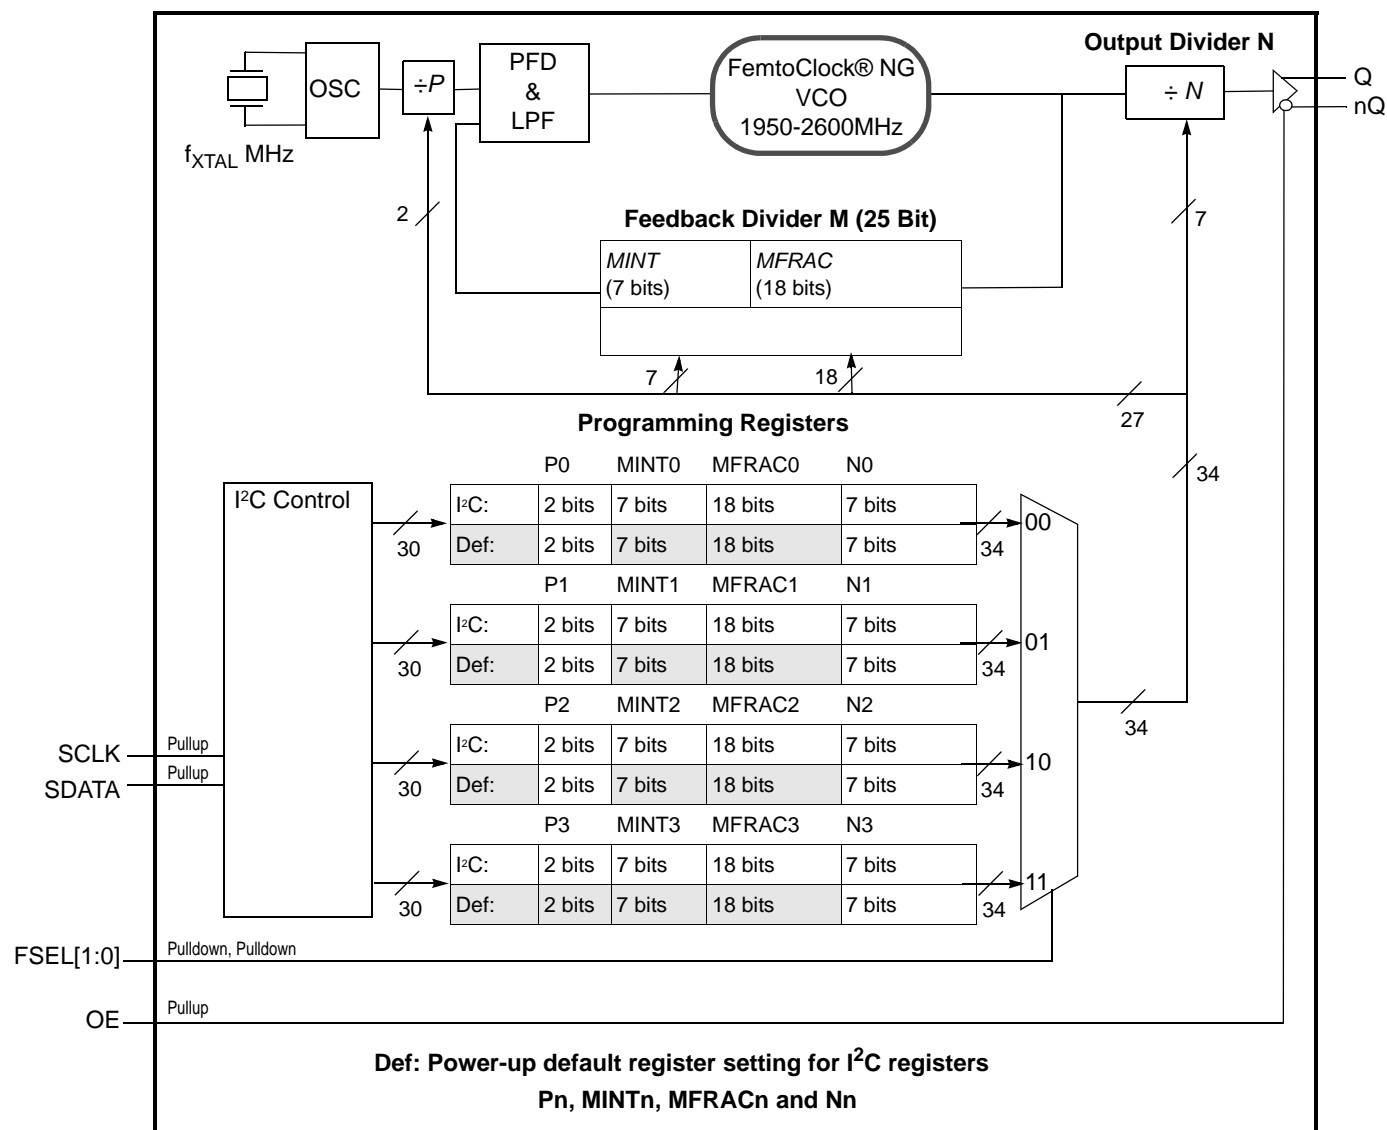 Output Divider N
OSC
÷P
PFD
&
LPF
FemtoClock® NG
VCO
1950-2600MHz
÷ N
Q
nQ
fXTAL MHz
2
7
Feedback Divider M (25 Bit)
MINT
(7 bits)
MFRAC
(18 bits)
7
18
27
Programming Registers
34
P0 MINT0 MFRAC0 N0
I²C Control
I²C: 2 bits 7 bits 18 bits 7 bits
00
30
Def: 2 bits 7 bits 18 bits 7 bits
34
P1 MINT1 MFRAC1 N1
I²C: 2 bits 7 bits 18 bits 7 bits
01
30
Def: 2 bits 7 bits 18 bits 7 bits
34
P2 MINT2 MFRAC2 N2
34
SCLK
Pullup
I²C: 2 bits 7 bits 18 bits 7 bits
10
SDATA
Pullup
30
Def: 2 bits 7 bits 18 bits 7 bits
34
P3 MINT3 MFRAC3 N3
I²C: 2 bits 7 bits 18 bits 7 bits
11
30
Def: 2 bits 7 bits 18 bits 7 bits
34
FSEL[1:0]
Pulldown, Pulldown
OE
Pullup
Def: Power-up default register setting for I²C registers
Pn, MINTn, MFRACn and Nn